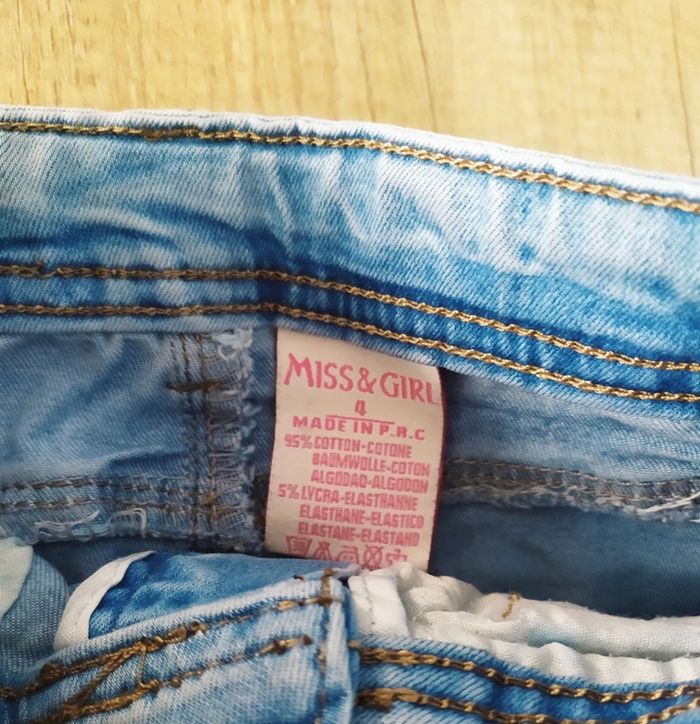 MISS&GIRL
4
MADE IN P.R.C
95% COTTON-COTONE
BAUMWOLLE-COTON
ALGODAO-ALGODON
5% LYCRA-ELASTHANNE
ELASTHANE-ELASTICO
ELASTANE-ELASTANO